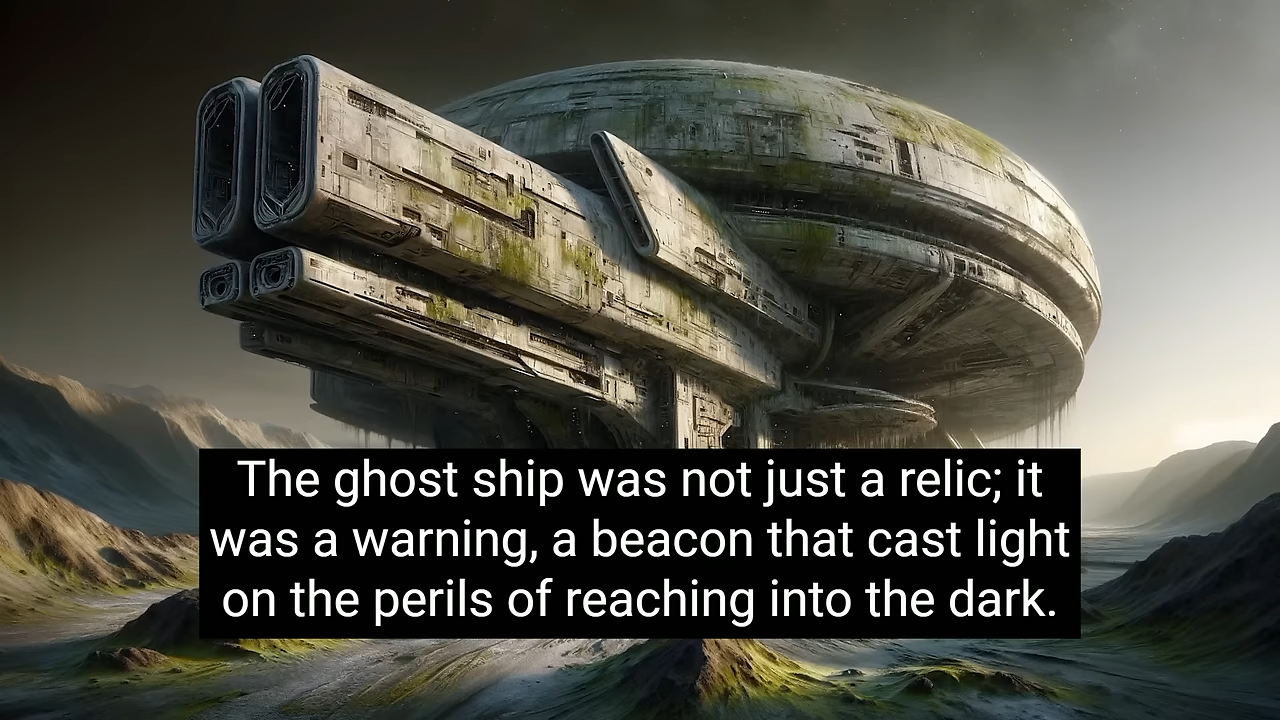 The ghost ship was not just a relic; it
was a warning, a beacon that cast light
on the perils of reaching into the dark.